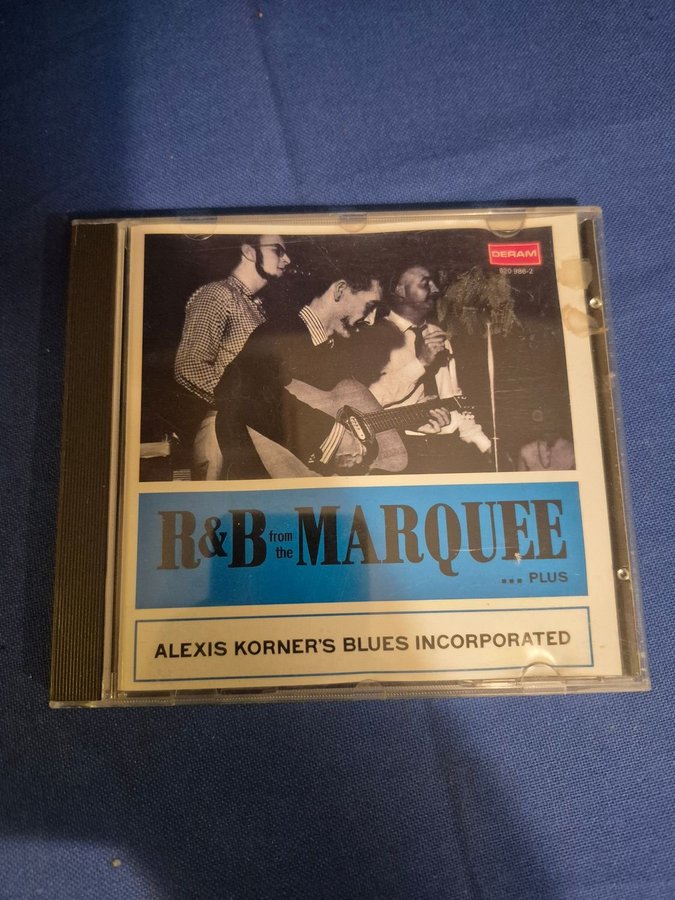 DERAM
820 986-2
R&B from the MARQUEE
... PLUS
ALEXIS KORNER'S BLUES INCORPORATED